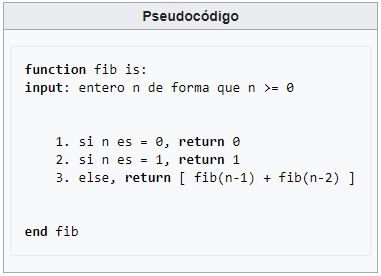 Pseudocódigo
function fib is:
input: entero n de forma que n >= 0
1. si n es = 0, return 0
2. si n es = 1, return 1
3. else, return [ fib(n-1) + fib(n-2) ]
end fib